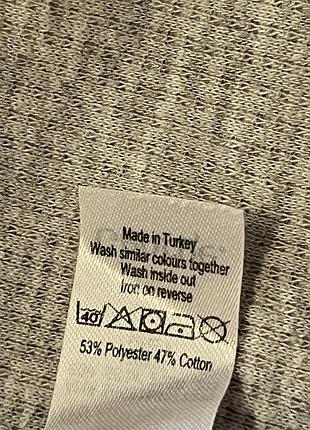 Made in Turkey
Wash similar colours together
Wash inside out
Iron on reverse
40
53% Polyester 47% Cotton